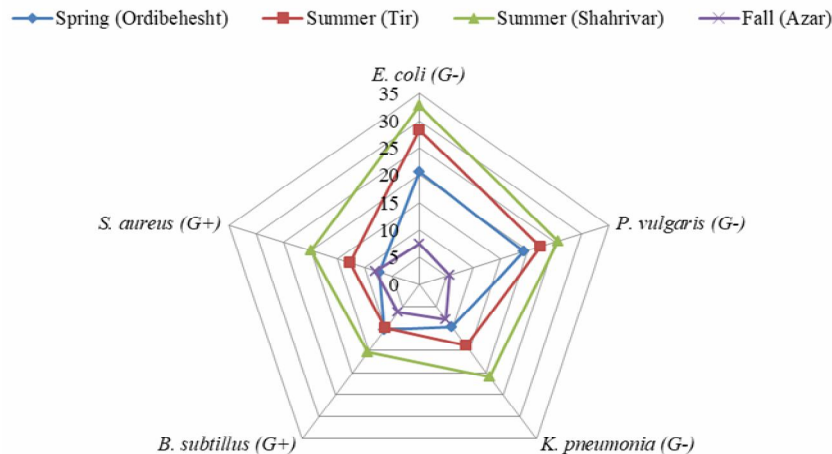 Spring (Ordibehesht) Summer (Tir) Summer (Shahrivar) Fall (Azar)
E. coli (G-)
35
30
25
20
15
10
5
0
S. aureus (G+) P. vulgaris (G-)
B. subtillus (G+) K. pneumonia (G-)